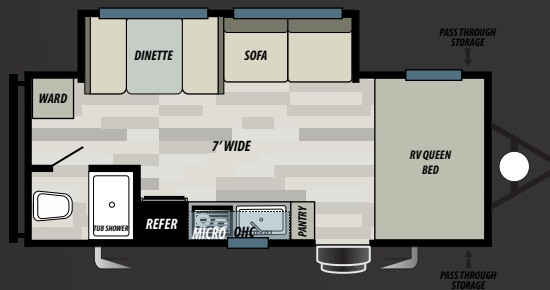 PASS THROUGH
STORAGE
DINETTE
SOFA
WARD
7' WIDE
RV QUEEN
BED
TUB SHOWER
REFER
MICRO
OHC
PANTRY
PASS THROUGH
STORAGE